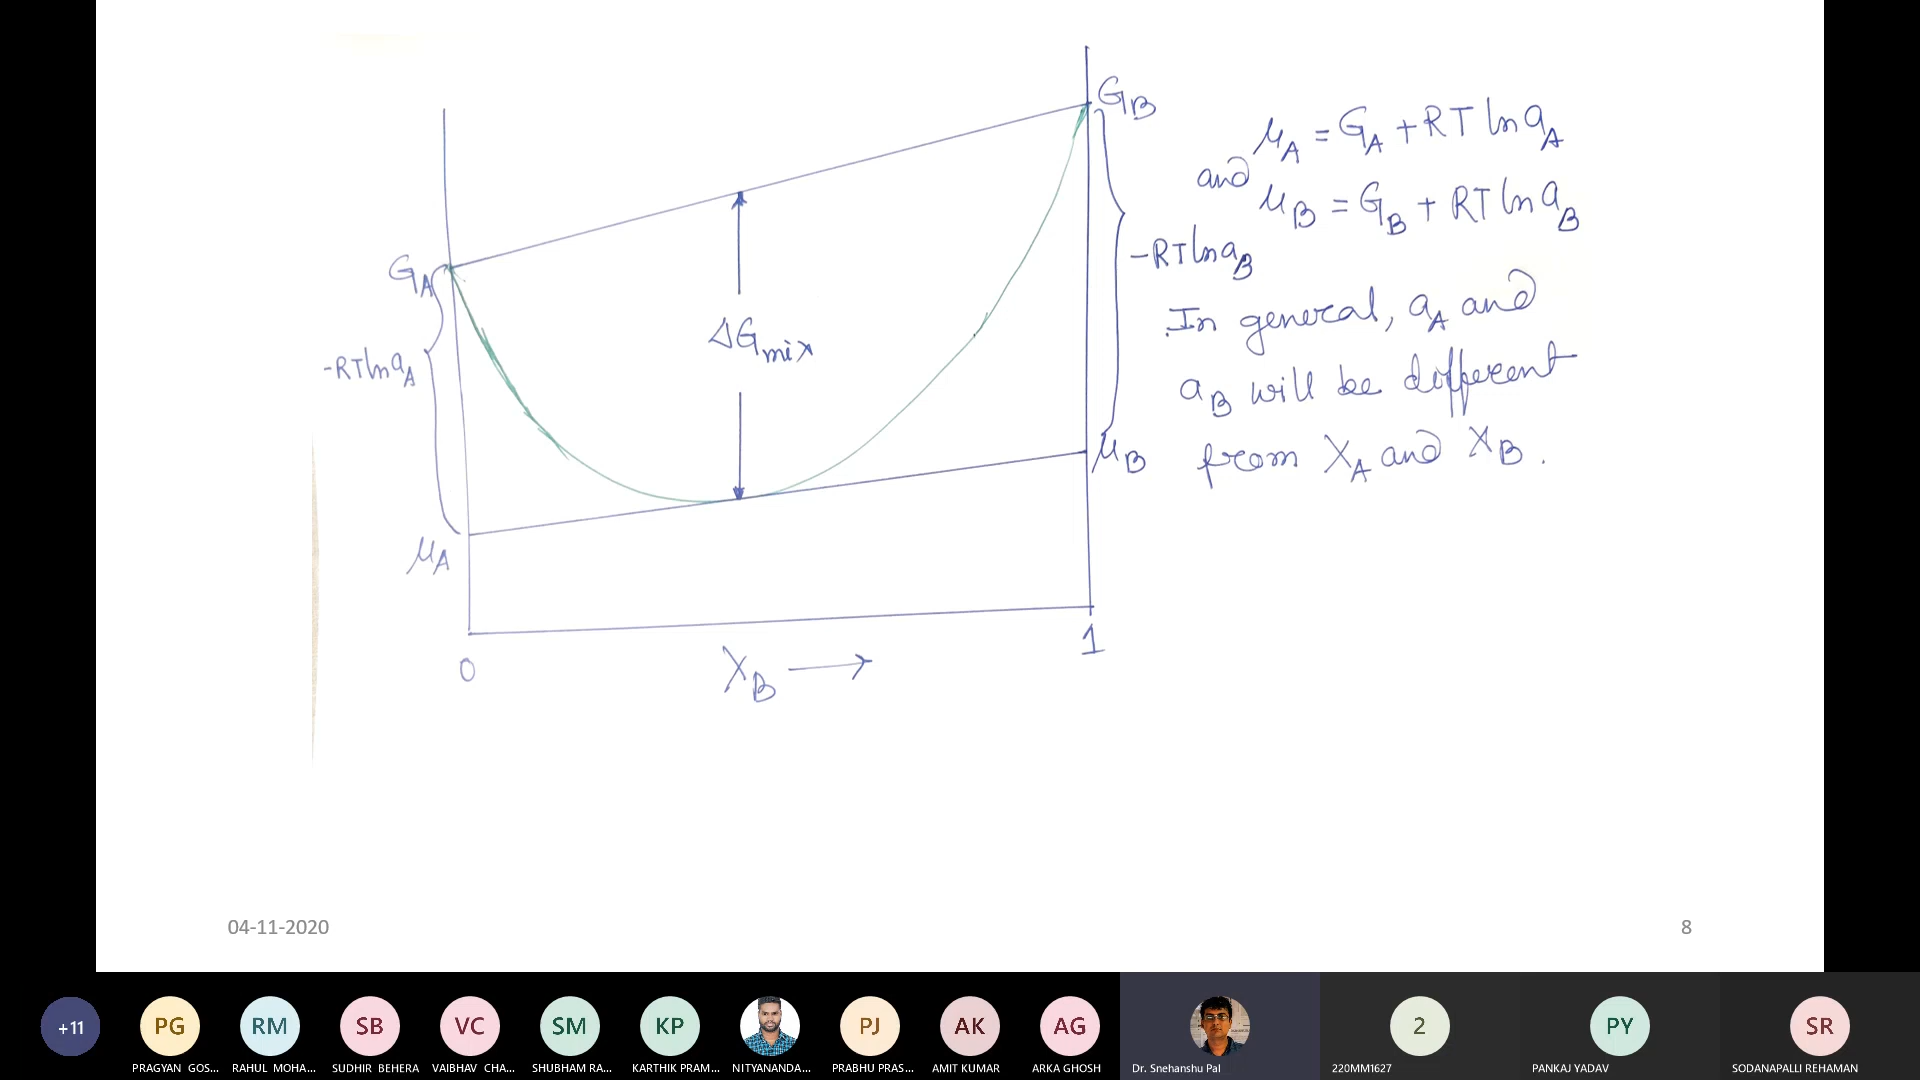 G_B
μ_A = G_A + RT ln a_A
and
μ_B = G_B + RT ln a_B
-RT ln a_B
G_A
In general, a_A and
-RT ln a_A
ΔG_mix
a_B will be different
μ_B
from X_A and X_B.
μ_A
0
X_B →
1
04-11-2020
8
+11
PG
RM
SB
VC
SM
KP
PJ
AK
AG
2
PY
SR
PRAGYAN GOS...
RAHUL MOHA...
SUDHIR BEHERA
VAIBHAV CHA...
SHUBHAM RA...
KARTHIK PRAM...
NITYANANDA...
PRABHU PRAS...
AMIT KUMAR
ARKA GHOSH
Dr. Snehanshu Pal
220MM1627
PANKAJ YADAV
SODANAPALLI REHAMAN